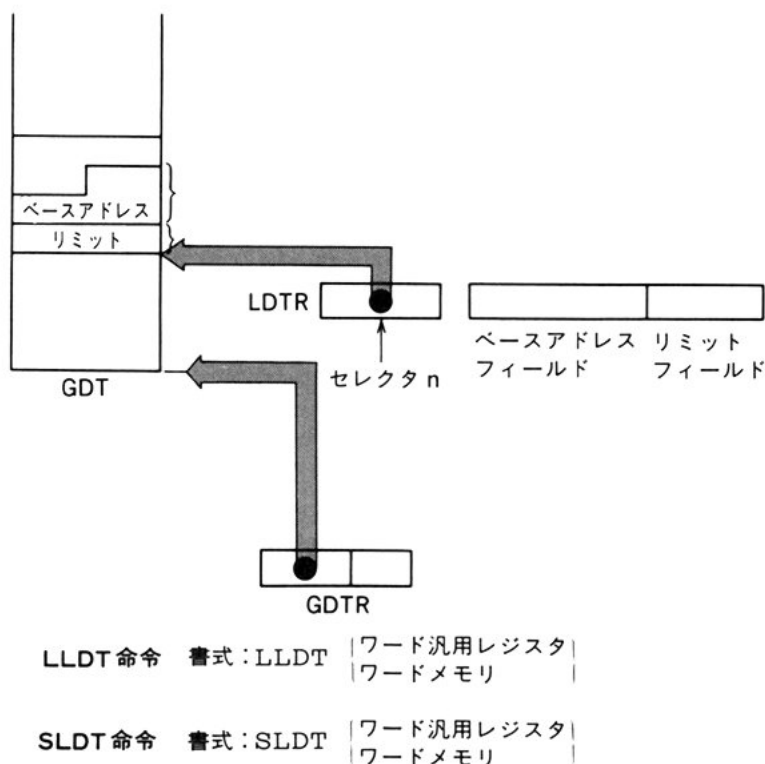 ベースアドレス
リミット
GDT
LDTR
セレクタn
ベースアドレス
フィールド
リミット
フィールド
GDTR
LLDT命令 書式:LLDT ワード汎用レジスタ
ワードメモリ
SLDT命令 書式:SLDT ワード汎用レジスタ
ワードメモリ